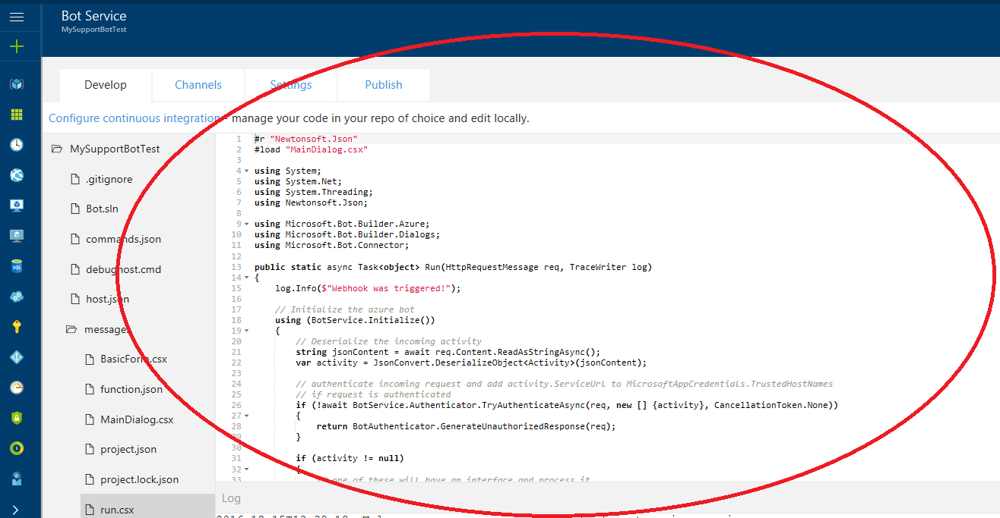 Bot Service
MySupportBotTest
Develop
Channels
Settings
Publish
Configure continuous integration - manage your code in your repo of choice and edit locally.
MySupportBotTest
.gitignore
Bot.sln
commands.json
debughost.cmd
host.json
messages
BasicForm.csx
function.json
MainDialog.csx
project.json
project.lock.json
run.csx
1 #r "Newtonsoft.Json"
2 #load "MainDialog.csx"
3
4 using System;
5 using System.Net;
6 using System.Threading;
7 using Newtonsoft.Json;
8
9 using Microsoft.Bot.Builder.Azure;
10 using Microsoft.Bot.Builder.Dialogs;
11 using Microsoft.Bot.Connector;
12
13 public static async Task<object> Run(HttpRequestMessage req, TraceWriter log)
14 {
15 log.Info($"Webhook was triggered!");
16
17 // Initialize the azure bot
18 using (BotService.Initialize())
19 {
20 // Deserialize the incoming activity
21 string jsonContent = await req.Content.ReadAsStringAsync();
22 var activity = JsonConvert.DeserializeObject<Activity>(jsonContent);
23
24 // authenticate incoming request and add activity.ServiceUrl to MicrosoftAppCredentials.TrustedHostNames
25 // if request is authenticated
26 if (!await BotService.Authenticator.TryAuthenticateAsync(req, new [] {activity}, CancellationToken.None))
27 {
28 return BotAuthenticator.GenerateUnauthorizedResponse(req);
29 }
30
31 if (activity != null)
32 {
33 one of these will have an interface and process it
Log